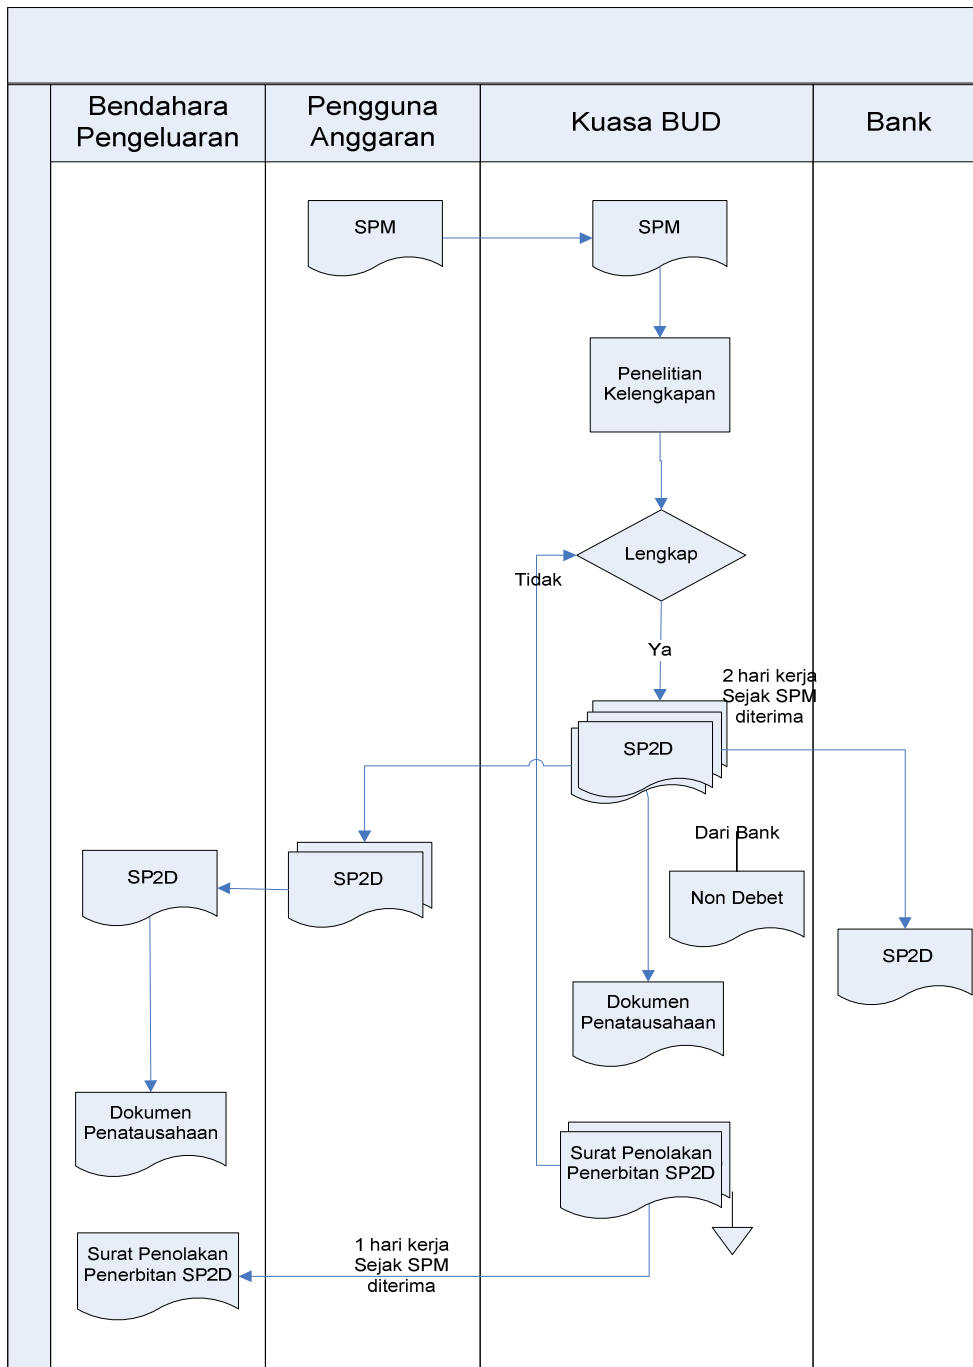 Bendahara
Pengeluaran
Pengguna
Anggaran
Kuasa BUD
Bank
SPM
SPM
Penelitian
Kelengkapan
Lengkap
Tidak
Ya
2 hari kerja
Sejak SPM
diterima
SP2D
Dari Bank
SP2D
SP2D
Non Debet
SP2D
Dokumen
Penatausahaan
Dokumen
Penatausahaan
Surat Penolakan
Penerbitan SP2D
1 hari kerja
Sejak SPM
diterima
Surat Penolakan
Penerbitan SP2D